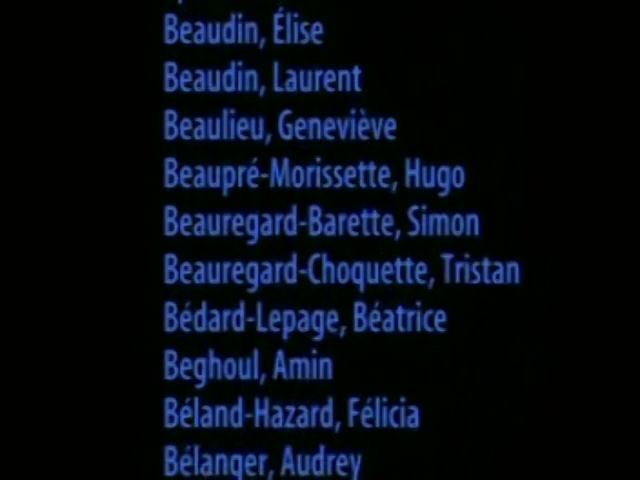 Beaudin, Élise
Beaudin, Laurent
Beaulieu, Geneviève
Beaupré-Morissette, Hugo
Beauregard-Barette, Simon
Beauregard-Choquette, Tristan
Bédard-Lepage, Béatrice
Beghoul, Amin
Béland-Hazard, Félicia
Bélanger, Audrey